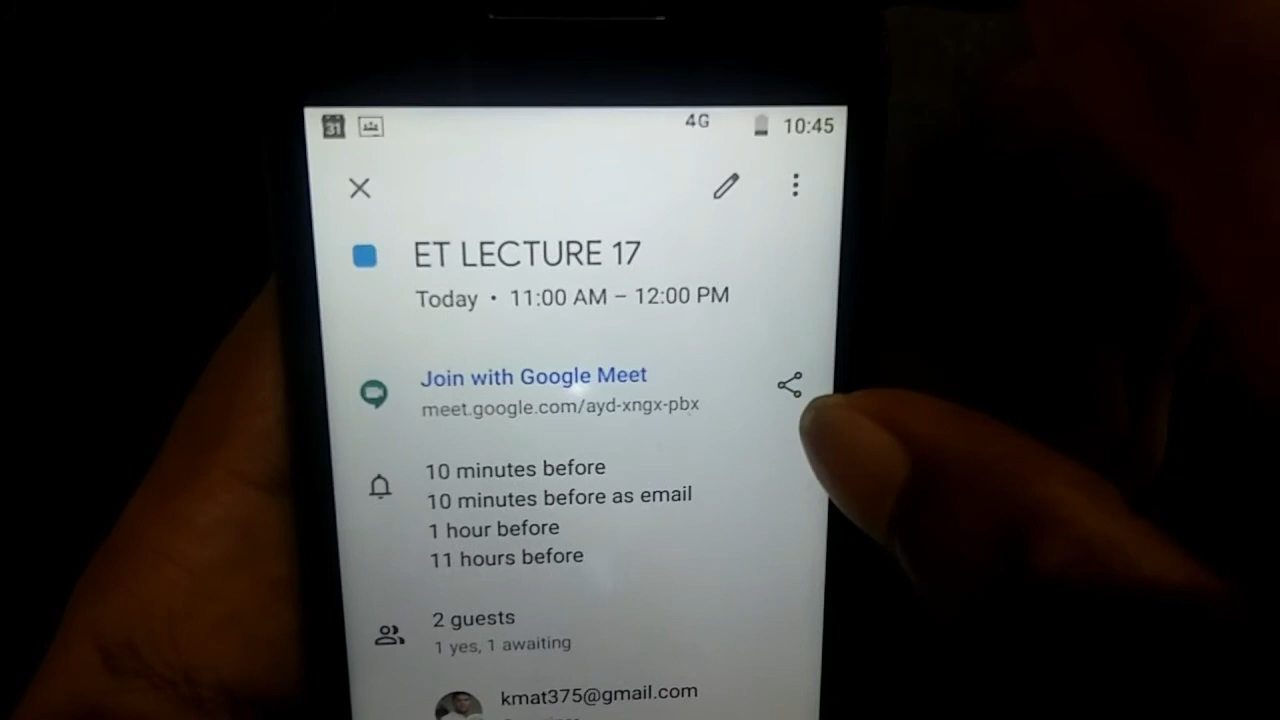 31 4G 10:45
ET LECTURE 17
Today • 11:00 AM – 12:00 PM
Join with Google Meet
meet.google.com/ayd-xngx-pbx
10 minutes before
10 minutes before as email
1 hour before
11 hours before
2 guests
1 yes, 1 awaiting
kmat375@gmail.com